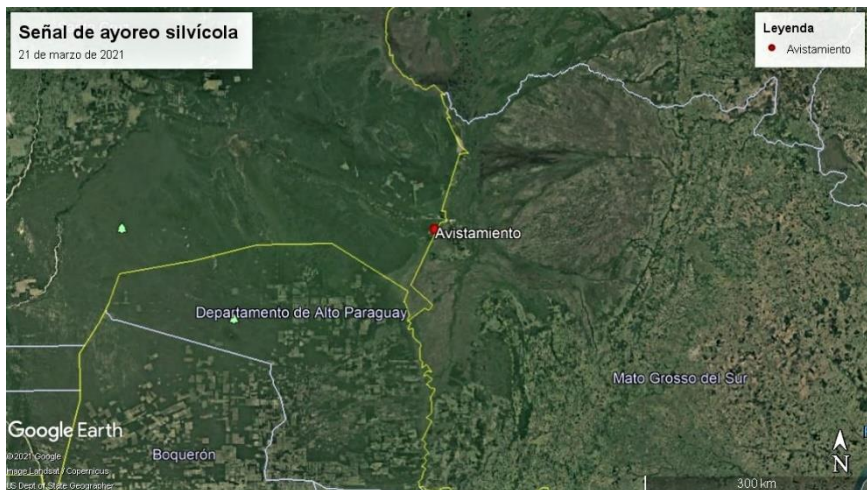 Señal de ayoreo silvícola
21 de marzo de 2021
Leyenda
Avistamiento
Avistamiento
Departamento de Alto Paraguay
Mato Grosso del Sur
Google Earth
Boquerón
©2021 Google
Image Landsat / Copernicus
US Dept of State Geographer
N
300 km